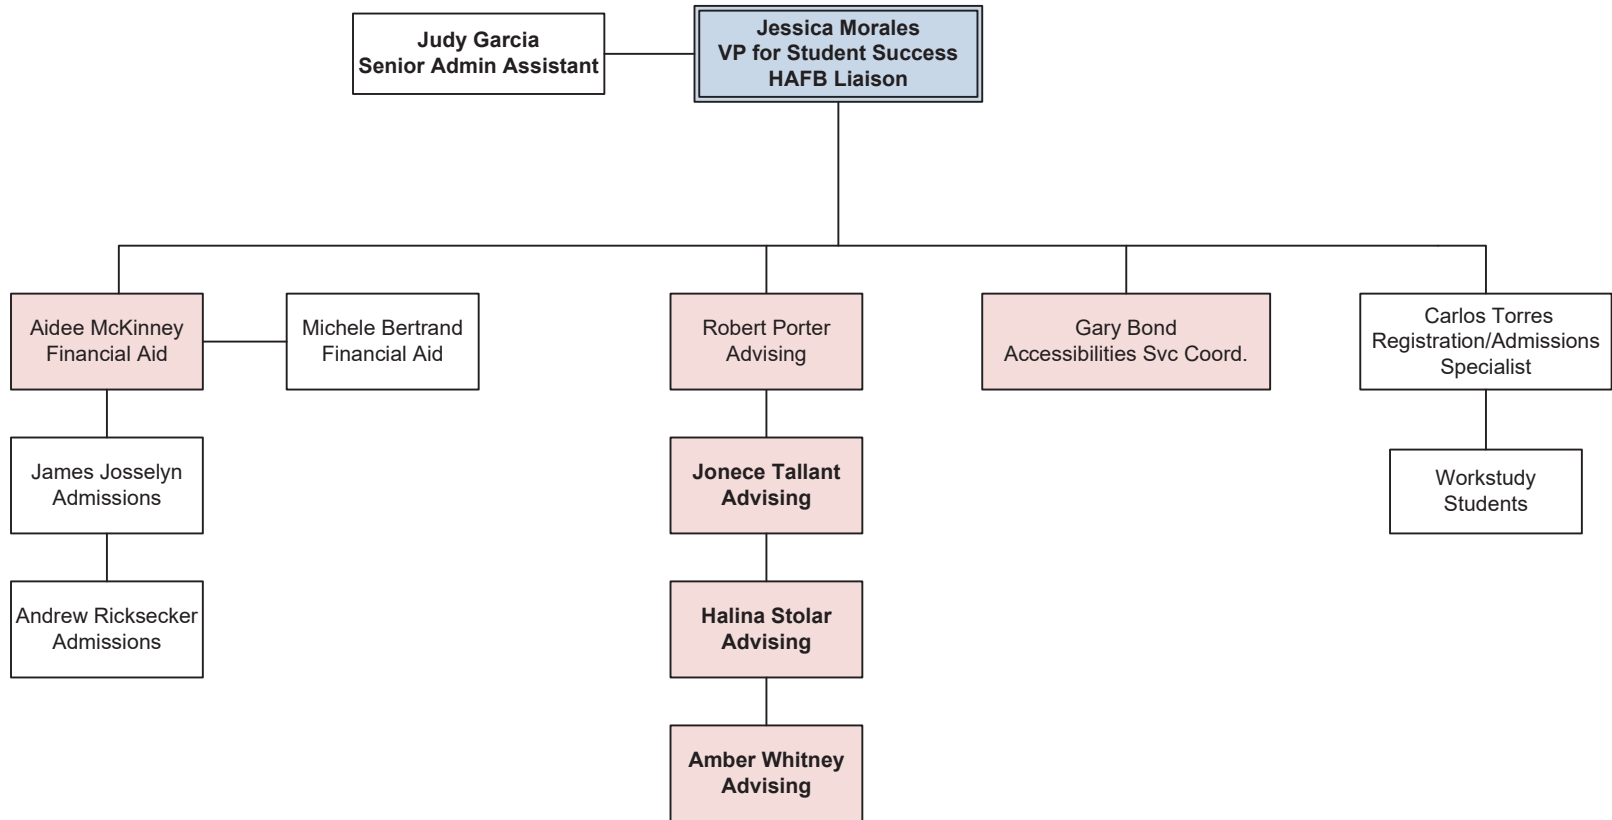 Judy Garcia
Senior Admin Assistant
Jessica Morales
VP for Student Success
HAFB Liaison
Aidee McKinney
Financial Aid
Michele Bertrand
Financial Aid
Robert Porter
Advising
Gary Bond
Accessibilities Svc Coord.
Carlos Torres
Registration/Admissions
Specialist
James Josselyn
Admissions
Jonece Tallant
Advising
Workstudy
Students
Andrew Ricksecker
Admissions
Halina Stolar
Advising
Amber Whitney
Advising